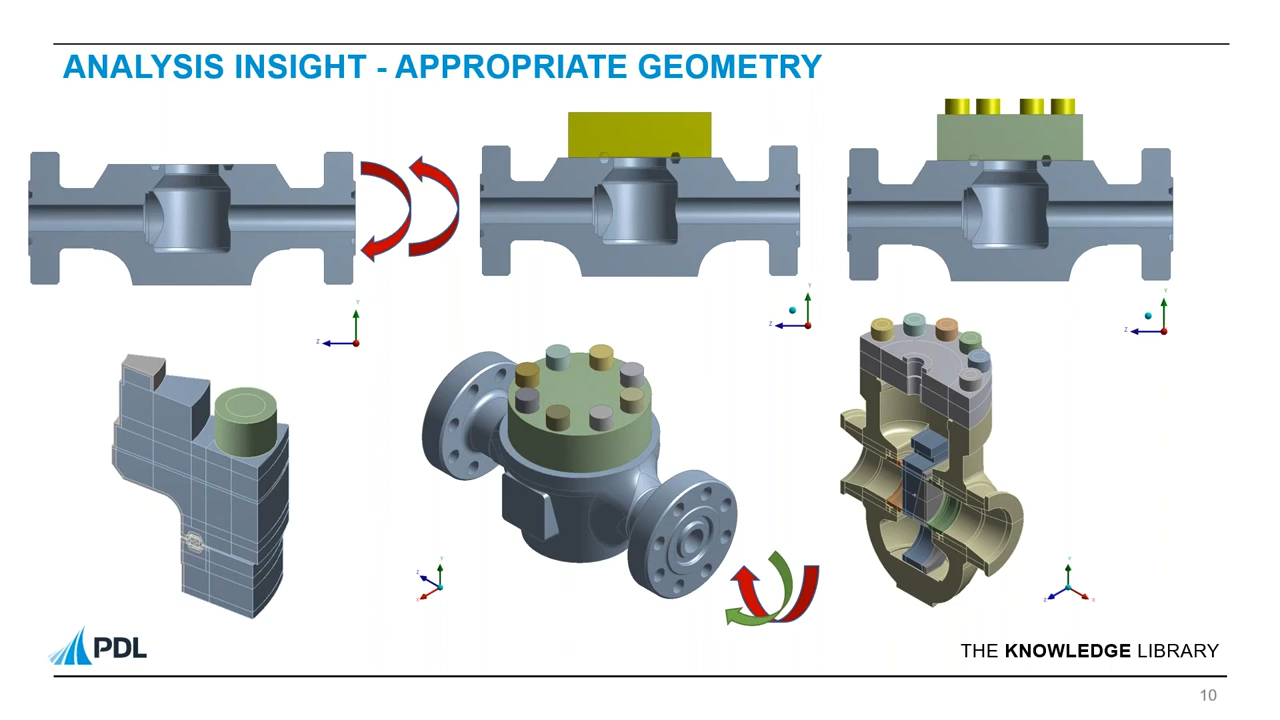 ANALYSIS INSIGHT - APPROPRIATE GEOMETRY
Y
Z
Y
Z
Y
Z
Y
Z
X
Y
Z
X
PDL
THE KNOWLEDGE LIBRARY
10